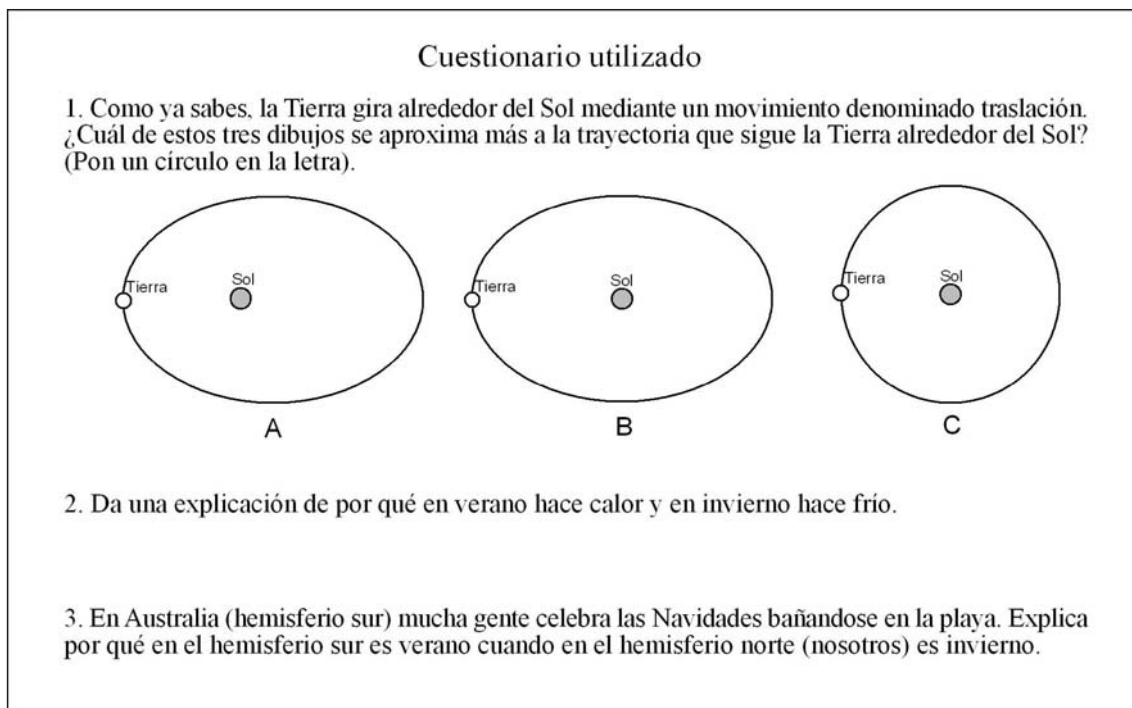 Cuestionario utilizado
1. Como ya sabes, la Tierra gira alrededor del Sol mediante un movimiento denominado traslación.
¿Cuál de estos tres dibujos se aproxima más a la trayectoria que sigue la Tierra alrededor del Sol?
(Pon un círculo en la letra).
Tierra Sol Tierra Sol Tierra Sol
A B C
2. Da una explicación de por qué en verano hace calor y en invierno hace frío.
3. En Australia (hemisferio sur) mucha gente celebra las Navidades bañandose en la playa. Explica
por qué en el hemisferio sur es verano cuando en el hemisferio norte (nosotros) es invierno.